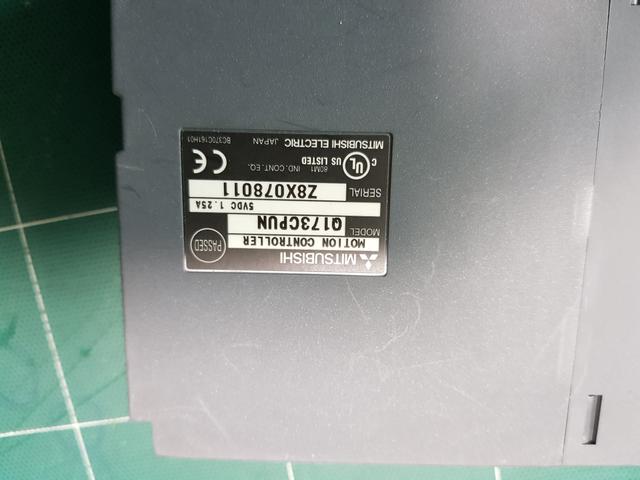 MITSUBISHI
MOTION CONTROLLER
PASSED
MODEL Q173CPUN
5VDC 1.25A
SERIAL Z8X078011
C UL US LISTED 80M1 IND.CONT.EQ. CE
MITSUBISHI ELECTRIC JAPAN BC370C161H01